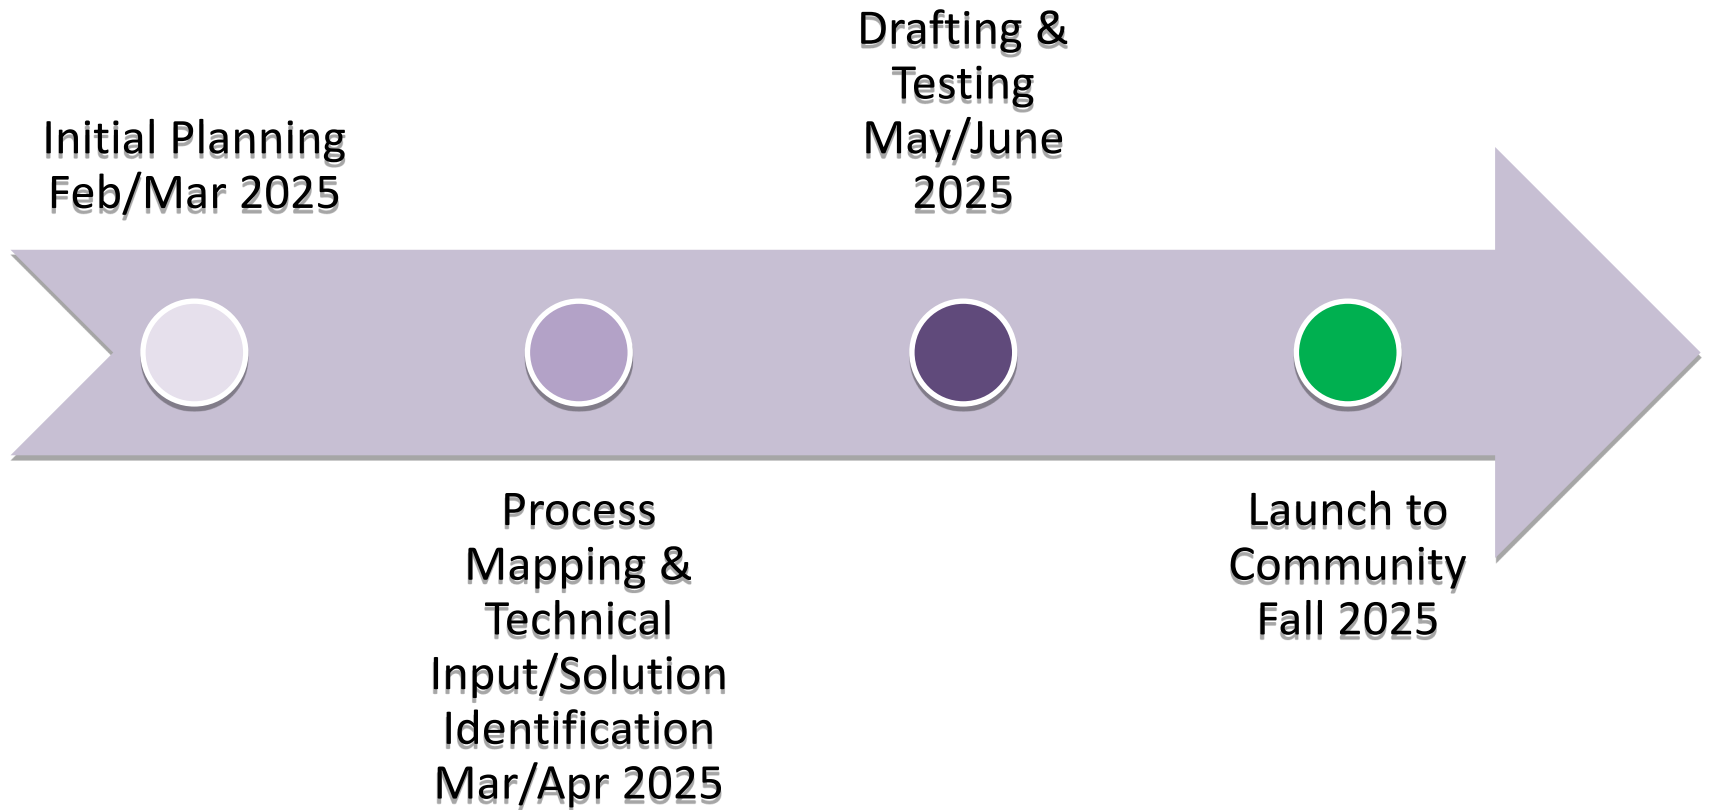 Initial Planning
Feb/Mar 2025
Process
Mapping &
Technical
Input/Solution
Identification
Mar/Apr 2025
Drafting &
Testing
May/June
2025
Launch to
Community
Fall 2025